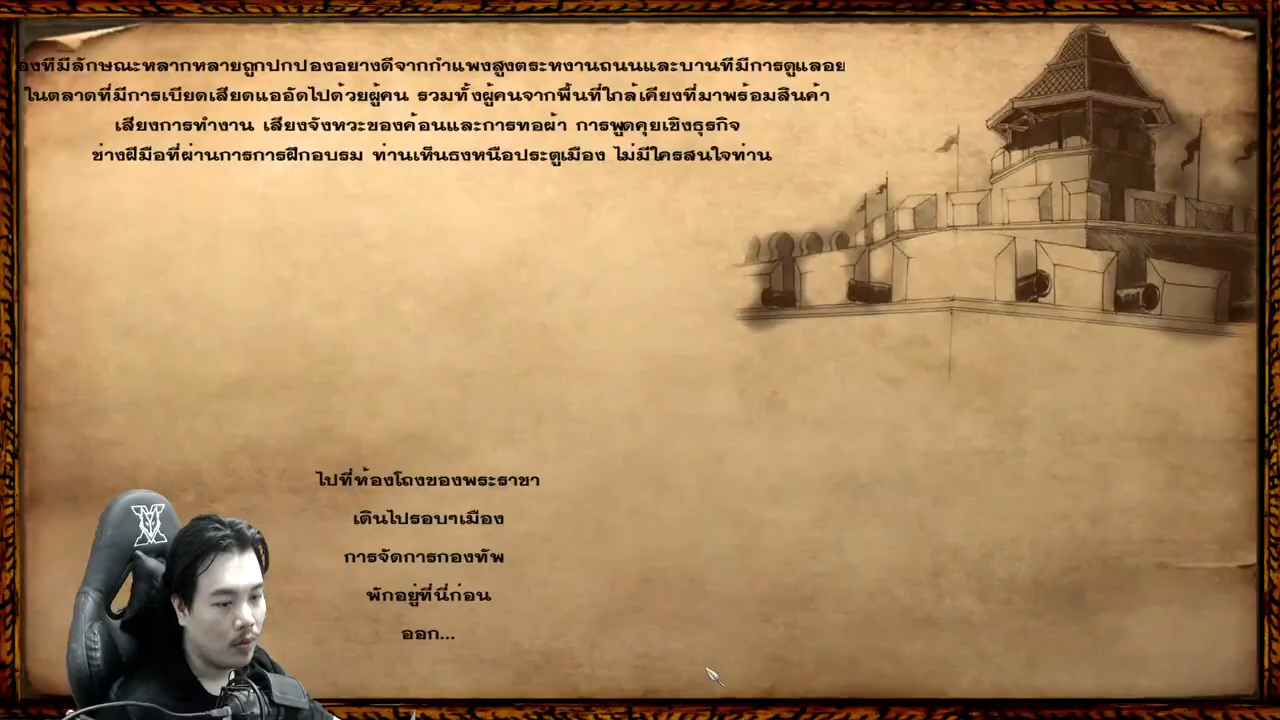 องที่มีลักษณะหลากหลายถูกปกปองอย่างดีจากกำแพงสูงตระหง่านถนนและบานที่มีการดูแลอย
ในตลาดที่มีการเบียดเสียดแออัดไปด้วยผู้คน รวมทั้งผู้คนจากพื้นที่ใกล้เคียงที่มาพร้อมสินค้า
เสียงการทำงาน เสียงจังหวะของค้อนและการทอผ้า การพูดคุยเชิงธุรกิจ
ช่างฝีมือที่ผ่านการการฝึกอบรม ท่านเห็นธงหนือประตูเมือง ไม่มีใครสนใจท่าน
ไปที่ห้องโถงของพระราชา
เดินไปรอบๆเมือง
การจัดการกองทัพ
พักอยู่ที่นี่ก่อน
ออก...